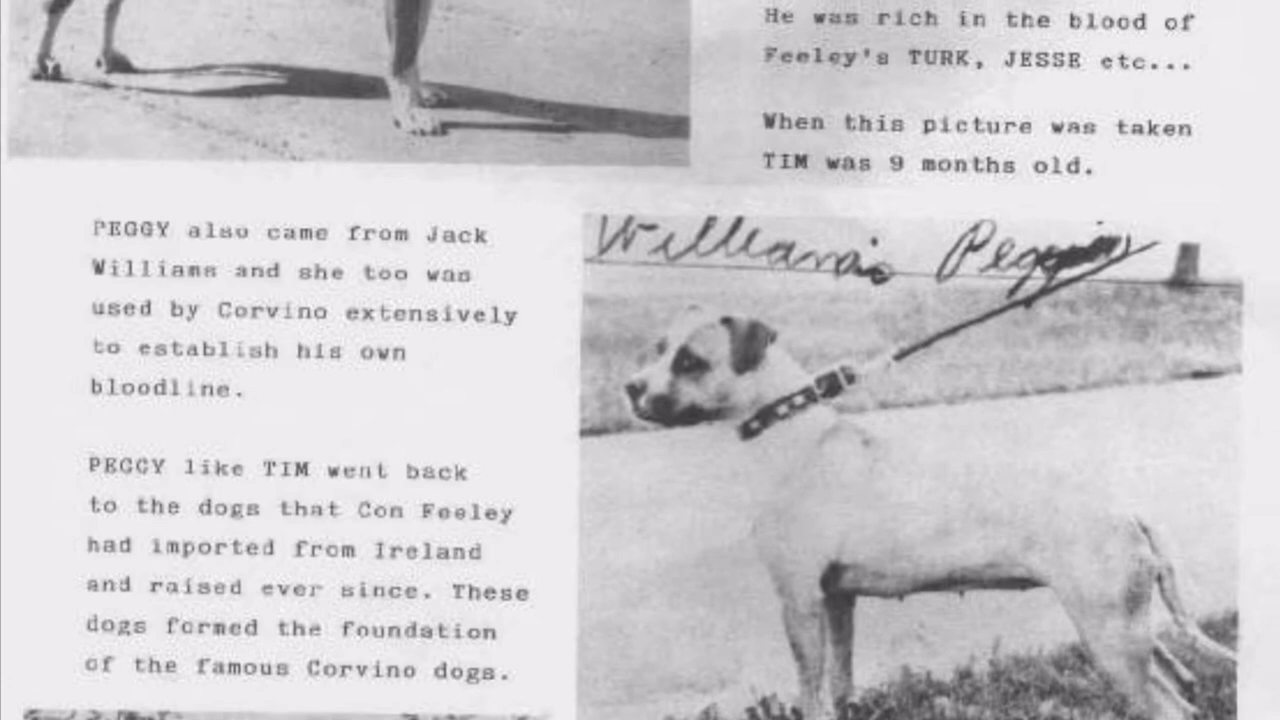 He was rich in the blood of
Feeley's TURK, JESSE etc...
When this picture was taken
TIM was 9 months old.
PEGGY also came from Jack
Williams and she too was
used by Corvino extensively
to establish his own
bloodline.
PEGGY like TIM went back
to the dogs that Con Feeley
had imported from Ireland
and raised ever since. These
dogs formed the foundation
of the famous Corvino dogs.
Williams